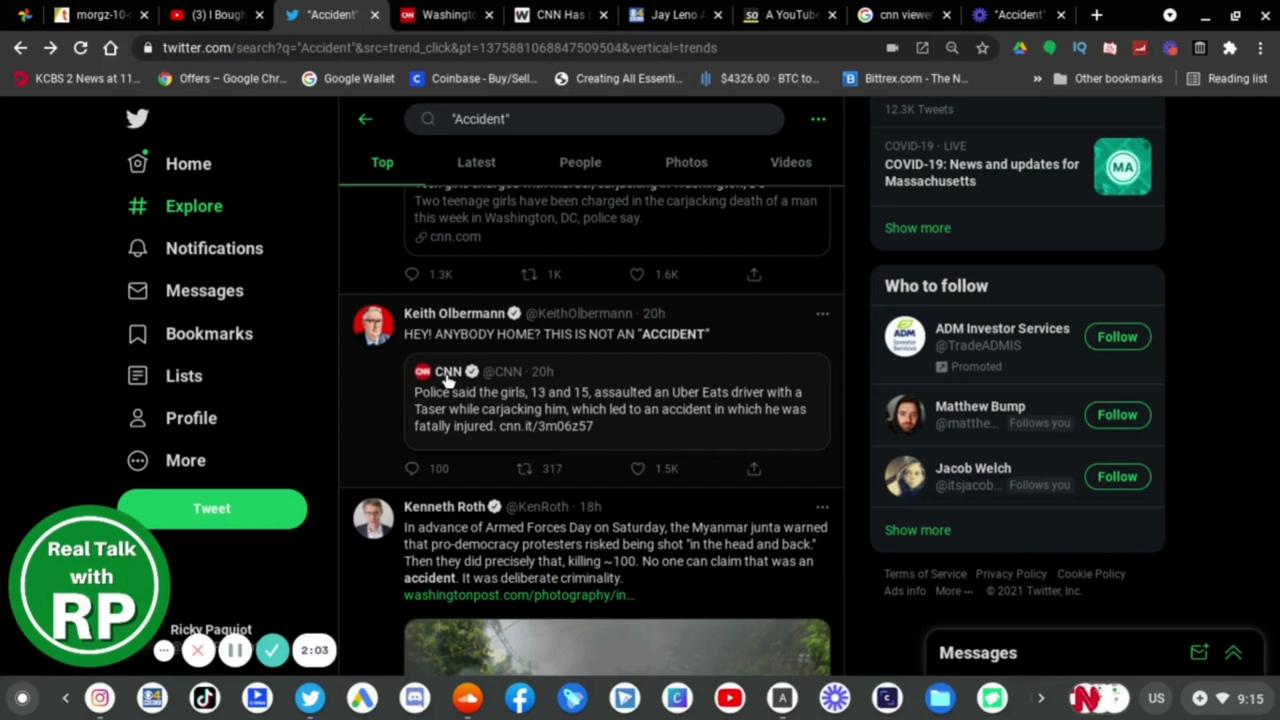 morgz-10-
(3) I Bough
"Accident"
Washingto
CNN Has L
Jay Leno A
A YouTube
cnn viewer
"Accident"
twitter.com/search?q="Accident"&src=trend_click&pt=1375881068847509504&vertical=trends
KCBS 2 News at 11...
Offers – Google Chr...
Google Wallet
Coinbase - Buy/Sell...
Creating All Essenti...
$4326.00 · BTC to...
Bittrex.com - The N...
Other bookmarks
Reading list
Home
Explore
Notifications
Messages
Bookmarks
Lists
Profile
More
Tweet
"Accident"
Top
Latest
People
Photos
Videos
Two teenage girls have been charged in the carjacking death of a man
this week in Washington, DC, police say.
cnn.com
1.3K
1K
1.6K
Keith Olbermann @KeithOlbermann · 20h
HEY! ANYBODY HOME? THIS IS NOT AN "ACCIDENT"
CNN @CNN · 20h
Police said the girls, 13 and 15, assaulted an Uber Eats driver with a
Taser while carjacking him, which led to an accident in which he was
fatally injured. cnn.it/3m06z57
100
317
1.5K
Kenneth Roth @KenRoth · 18h
In advance of Armed Forces Day on Saturday, the Myanmar junta warned
that pro-democracy protesters risked being shot "in the head and back."
Then they did precisely that, killing ~100. No one can claim that was an
accident. It was deliberate criminality.
washingtonpost.com/photography/in...
12.3K Tweets
COVID-19 · LIVE
COVID-19: News and updates for
Massachusetts
MA
Show more
Who to follow
ADM Investor Services
@TradeADMIS
Promoted
Follow
Matthew Bump
@matthe... Follows you
Follow
Jacob Welch
@itsjacob... Follows you
Follow
Show more
Terms of Service Privacy Policy Cookie Policy
Ads info More ··· © 2021 Twitter, Inc.
Messages
Real Talk
with
RP
Ricky Paquiot
2:03
US
9:15